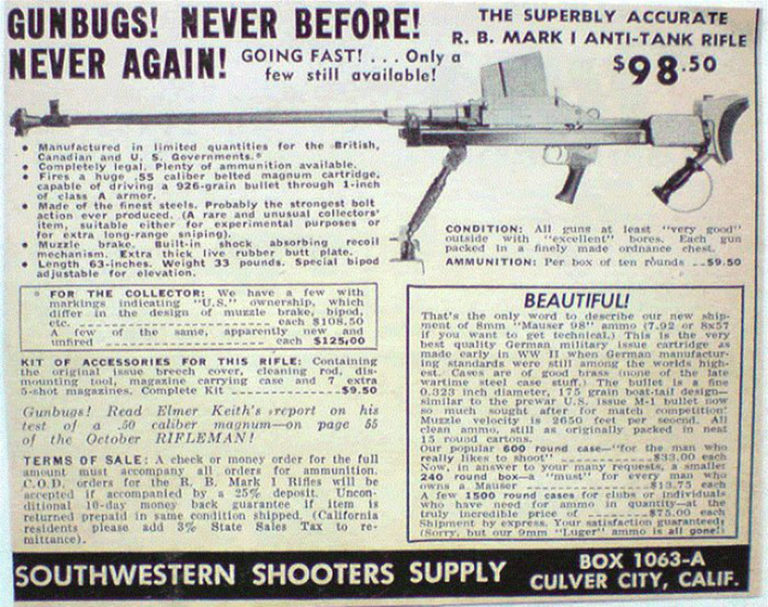 GUNBUGS! NEVER BEFORE!
NEVER AGAIN!
GOING FAST! . . . Only a
few still available!
THE SUPERBLY ACCURATE
R. B. MARK I ANTI-TANK RIFLE
$98.50
• Manufactured in limited quantities for the British,
Canadian and U. S. Governments.*
• Completely legal. Plenty of ammunition available.
• Fires a huge .55 caliber belted magnum cartridge,
capable of driving a 926-grain bullet through 1-inch
of class A armor.
• Made of the finest steels. Probably the strongest bolt
action ever produced. (A rare and unusual collectors'
item, suitable either for experimental purposes or
for extra long-range sniping).
• Muzzle brake. Built-in shock absorbing recoil
mechanism. Extra thick live rubber butt plate.
• Length 63-inches. Weight 33 pounds. Special bipod
adjustable for elevation.
CONDITION: All guns at least "very good"
outside with "excellent" bores. Each gun
packed in a finely made ordnance chest.
AMMUNITION: Per box of ten rounds --$9.50
* FOR THE COLLECTOR: We have a few with
markings indicating "U.S." ownership, which
differ in the design of muzzle brake, bipod,
etc. ---------------------- each $108.50
A few of the same, apparently new and
unfired ------------------ each $125,00
KIT OF ACCESSORIES FOR THIS RIFLE: Containing
the original issue breech cover, cleaning rod, dis-
mounting tool, magazine carrying case and 7 extra
5-shot magazines. Complete Kit ------------$9.50
Gunbugs! Read Elmer Keith's report on his
test of a .50 caliber magnum—on page 55
of the October RIFLEMAN!
TERMS OF SALE: A check or money order for the full
amount must accompany all orders for ammunition.
C.O.D. orders for the R. B. Mark 1 Rifles will be
accepted if accompanied by a 25% deposit. Uncon-
ditional 10-day money back guarantee if item is
returned prepaid in same condition shipped. (California
residents please add 3% State Sales Tax to re-
mittance).
BEAUTIFUL!
That's the only word to describe our new ship-
ment of 8mm "Mauser 98" ammo (7.92 or 8x57
if you want to get technical.) This is the very
best quality German military issue cartridge as
made early in WW II when German manufactur-
ing standards were still among the worlds high-
est. Cases are of good brass (none of the late
wartime steel case stuff.) The bullet is a fine
0.323 inch diameter, 175 grain boat-tail design—
similar to the prewar U.S. issue M-1 bullet now
so much sought after for match competition!
Muzzle velocity is 2650 feet per second. All
clean ammo, still as originally packed in neat
15 round cartons.
Our popular 600 round case—"for the man who
really likes to shoot" --------------$33.00 each
Now, in answer to your many requests, a smaller
240 round box—a "must" for every man who
owns a Mauser ----------------$13.75 each
A few 1500 round cases for clubs or individuals
who have need for ammo in quantity—at the
truly incredible price of --------$75.00 each
Shipment by express. Your satisfaction guaranteed!
(Sorry, but our 9mm "Luger" ammo is all gone!)
SOUTHWESTERN SHOOTERS SUPPLY
BOX 1063-A
CULVER CITY, CALIF.